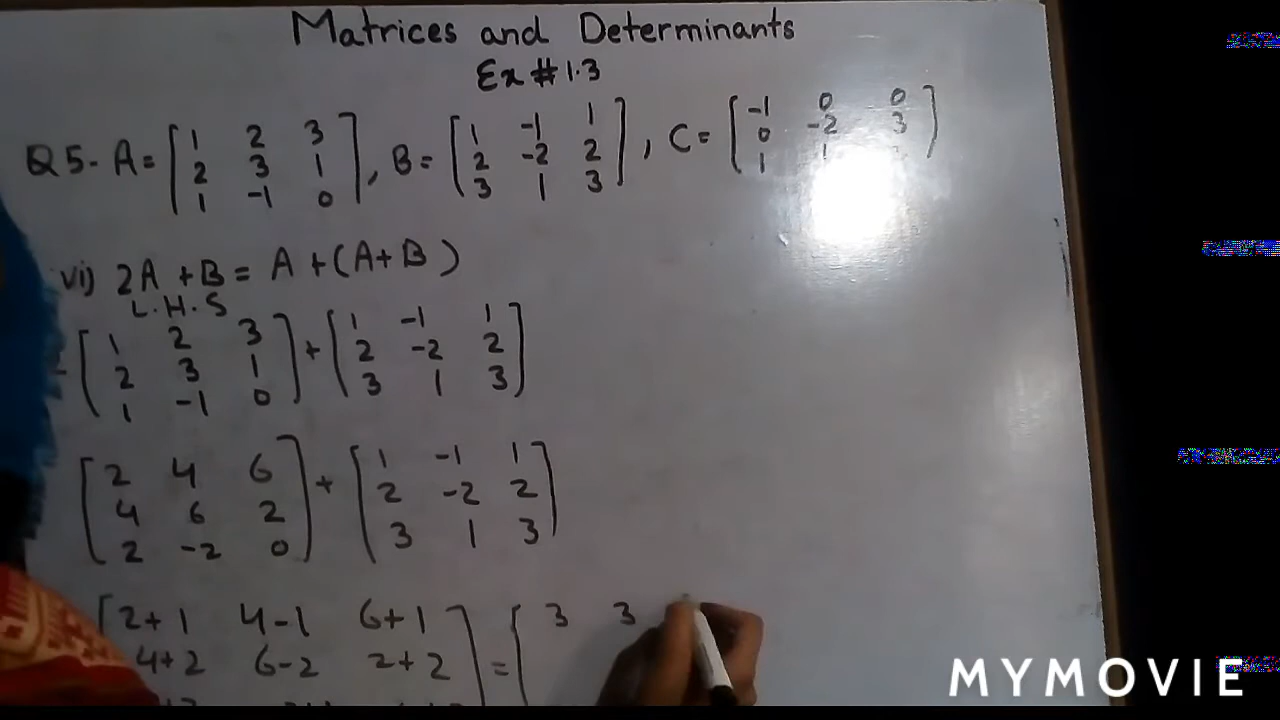 Matrices and Determinants
Ex # 1.3
Q5- A = [1 2 3, B = [1 -1 1], C = [-1 0 0]
2 3 1 2 -2 2 0 -2 3
1 -1 0] 3 1 3 1 1
vi) 2A + B = A + (A+B)
L.H.S
[1 2 3] + [1 -1 1]
2 3 1 2 -2 2
1 -1 0 3 1 3
[2 4 6] + [1 -1 1]
4 6 2 2 -2 2
2 -2 0 3 1 3
[2+1 4-1 6+1] = [3 3
4+2 6-2 2+2
MYMOVIE